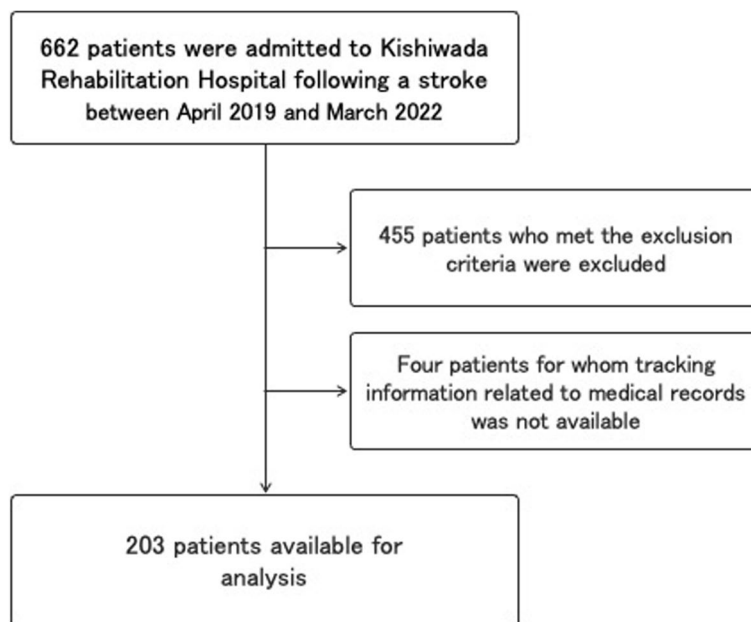 662 patients were admitted to Kishiwada
Rehabilitation Hospital following a stroke
between April 2019 and March 2022
455 patients who met the exclusion
criteria were excluded
Four patients for whom tracking
information related to medical records
was not available
203 patients available for
analysis